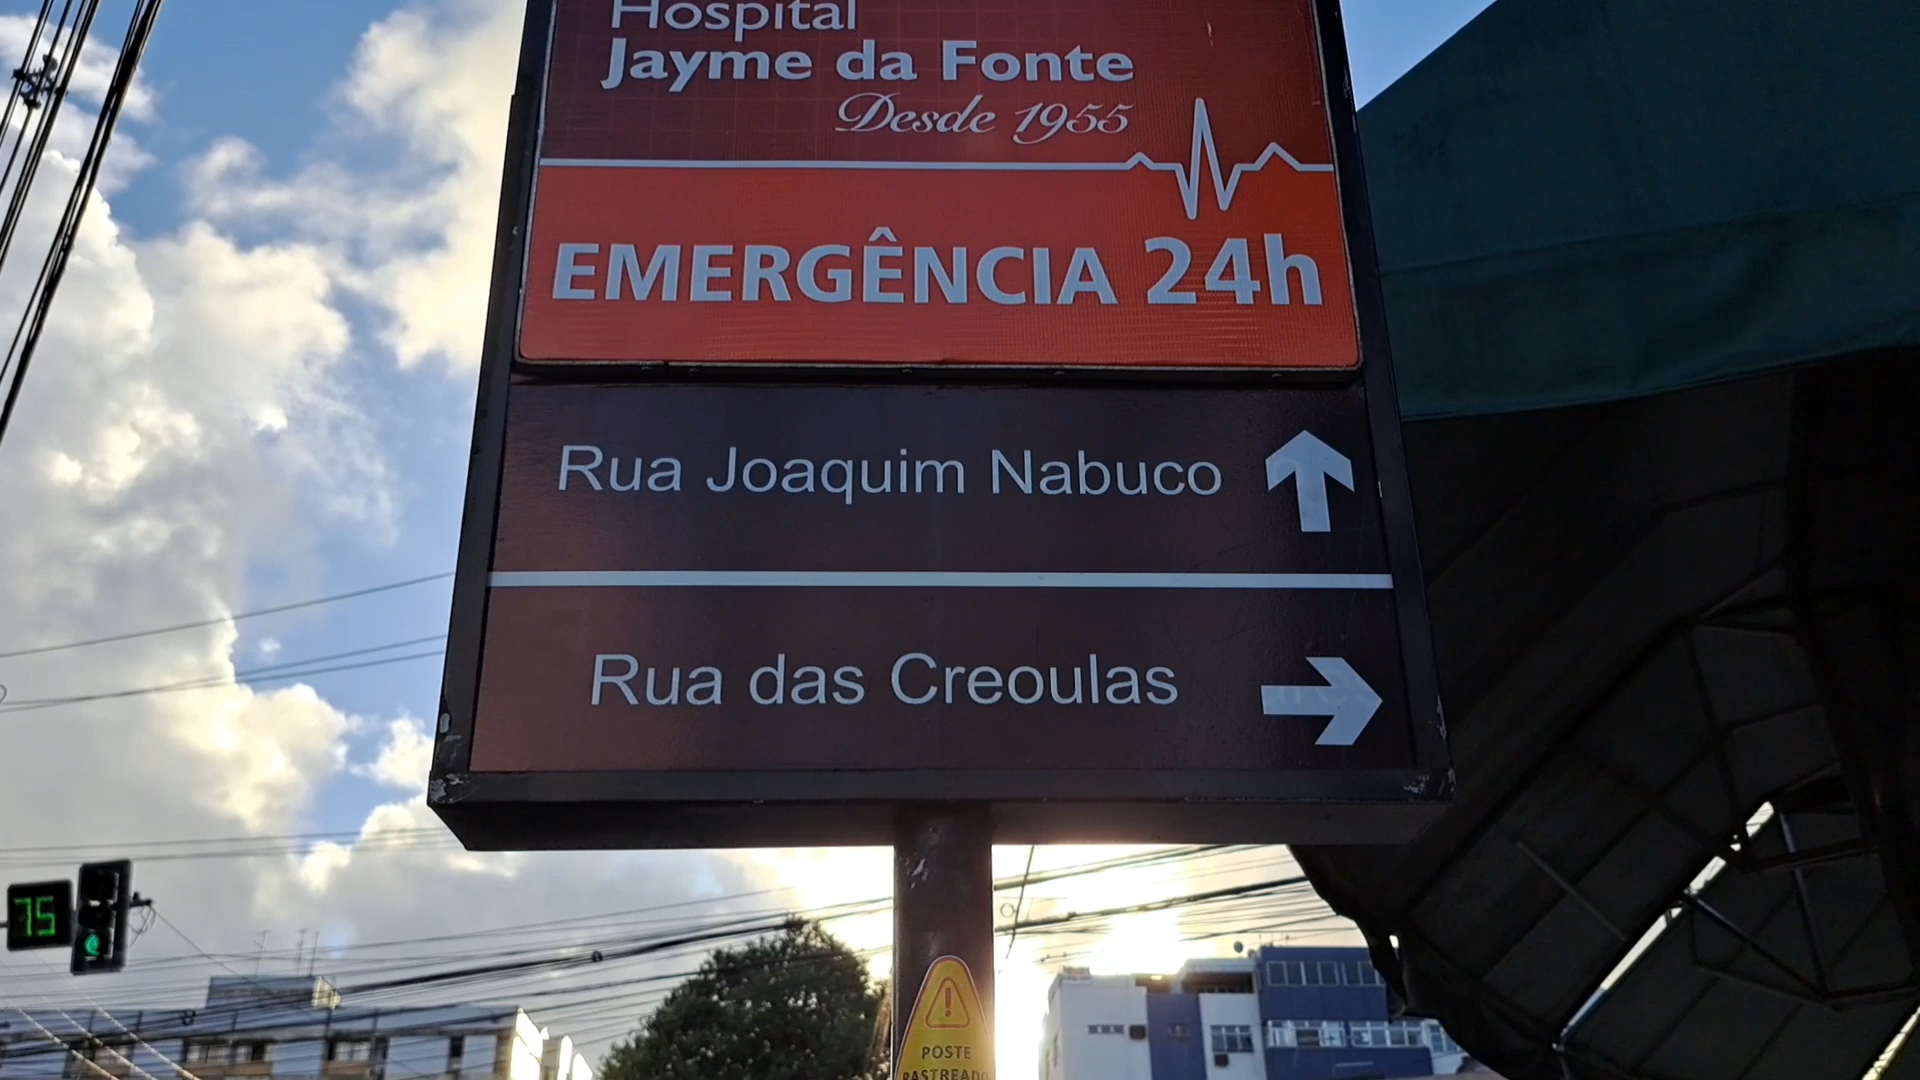 Hospital
Jayme da Fonte
Desde 1955
EMERGÊNCIA 24h
Rua Joaquim Nabuco
Rua das Creoulas
75
POSTE
RASTREADO